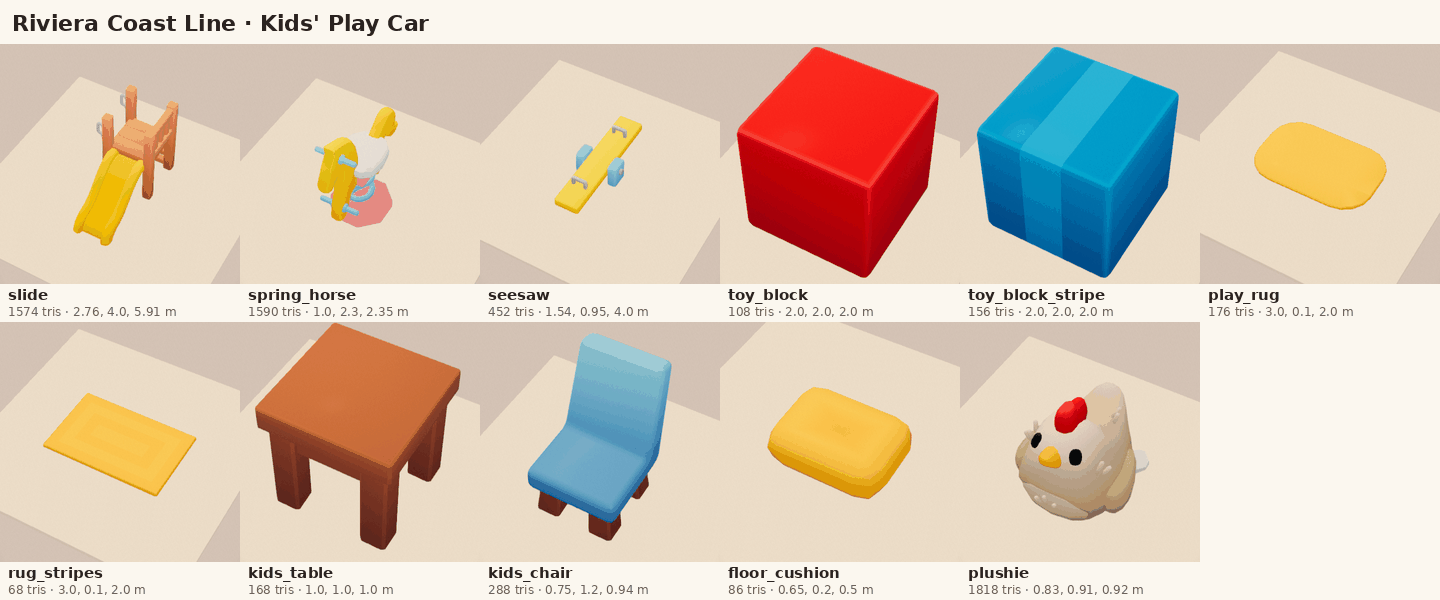 Riviera Coast Line · Kids' Play Car
slide
1574 tris · 2.76, 4.0, 5.91 m
spring_horse
1590 tris · 1.0, 2.3, 2.35 m
seesaw
452 tris · 1.54, 0.95, 4.0 m
toy_block
108 tris · 2.0, 2.0, 2.0 m
toy_block_stripe
156 tris · 2.0, 2.0, 2.0 m
play_rug
176 tris · 3.0, 0.1, 2.0 m
rug_stripes
68 tris · 3.0, 0.1, 2.0 m
kids_table
168 tris · 1.0, 1.0, 1.0 m
kids_chair
288 tris · 0.75, 1.2, 0.94 m
floor_cushion
86 tris · 0.65, 0.2, 0.5 m
plushie
1818 tris · 0.83, 0.91, 0.92 m